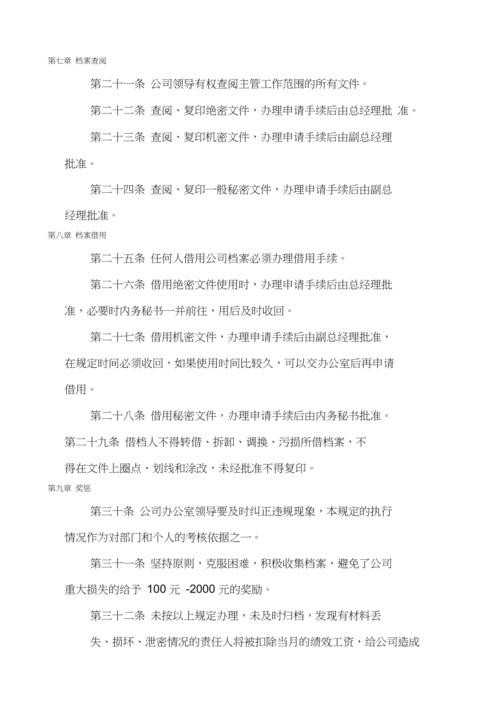 第七章 档案查阅
第二十一条 公司领导有权查阅主管工作范围的所有文件。
第二十二条 查阅、复印绝密文件，办理申请手续后由总经理批 准。
第二十三条 查阅、复印机密文件，办理申请手续后由副总经理
批准。
第二十四条 查阅、复印一般秘密文件，办理申请手续后由副总
经理批准。
第八章 档案借用
第二十五条 任何人借用公司档案必须办理借用手续。
第二十六条 借用绝密文件使用时，办理申请手续后由总经理批
准，必要时内务秘书一并前往，用后及时收回。
第二十七条 借用机密文件，办理申请手续后由副总经理批准，
在规定时间必须收回，如果使用时间比较久，可以交办公室后再申请
借用。
第二十八条 借用秘密文件，办理申请手续后由内务秘书批准。
第二十九条 借档人不得转借、拆卸、调换、污损所借档案，不
得在文件上圈点、划线和涂改，未经批准不得复印。
第九章 奖惩
第三十条 公司办公室领导要及时纠正违规现象，本规定的执行
情况作为对部门和个人的考核依据之一。
第三十一条 坚持原则，克服困难，积极收集档案，避免了公司
重大损失的给予 100 元 -2000 元的奖励。
第三十二条 未按以上规定办理，未及时归档，发现有材料丢
失、损坏、泄密情况的责任人将被扣除当月的绩效工资，给公司造成